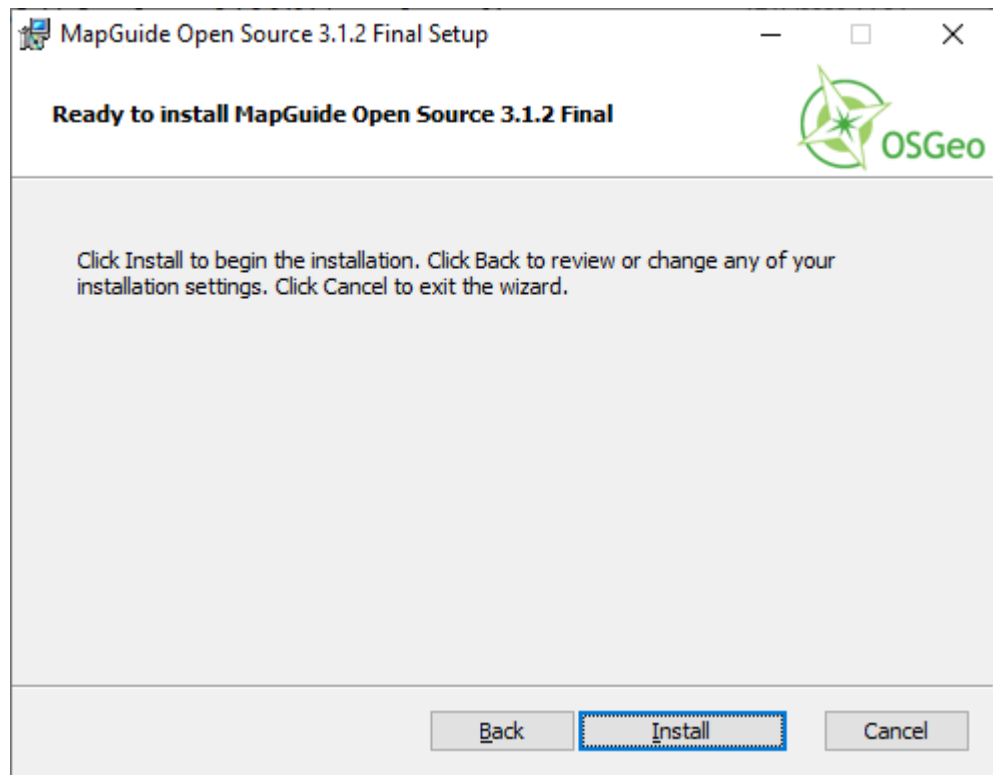 MapGuide Open Source 3.1.2 Final Setup
Ready to install MapGuide Open Source 3.1.2 Final
OSGeo
Click Install to begin the installation. Click Back to review or change any of your
installation settings. Click Cancel to exit the wizard.
Back
Install
Cancel